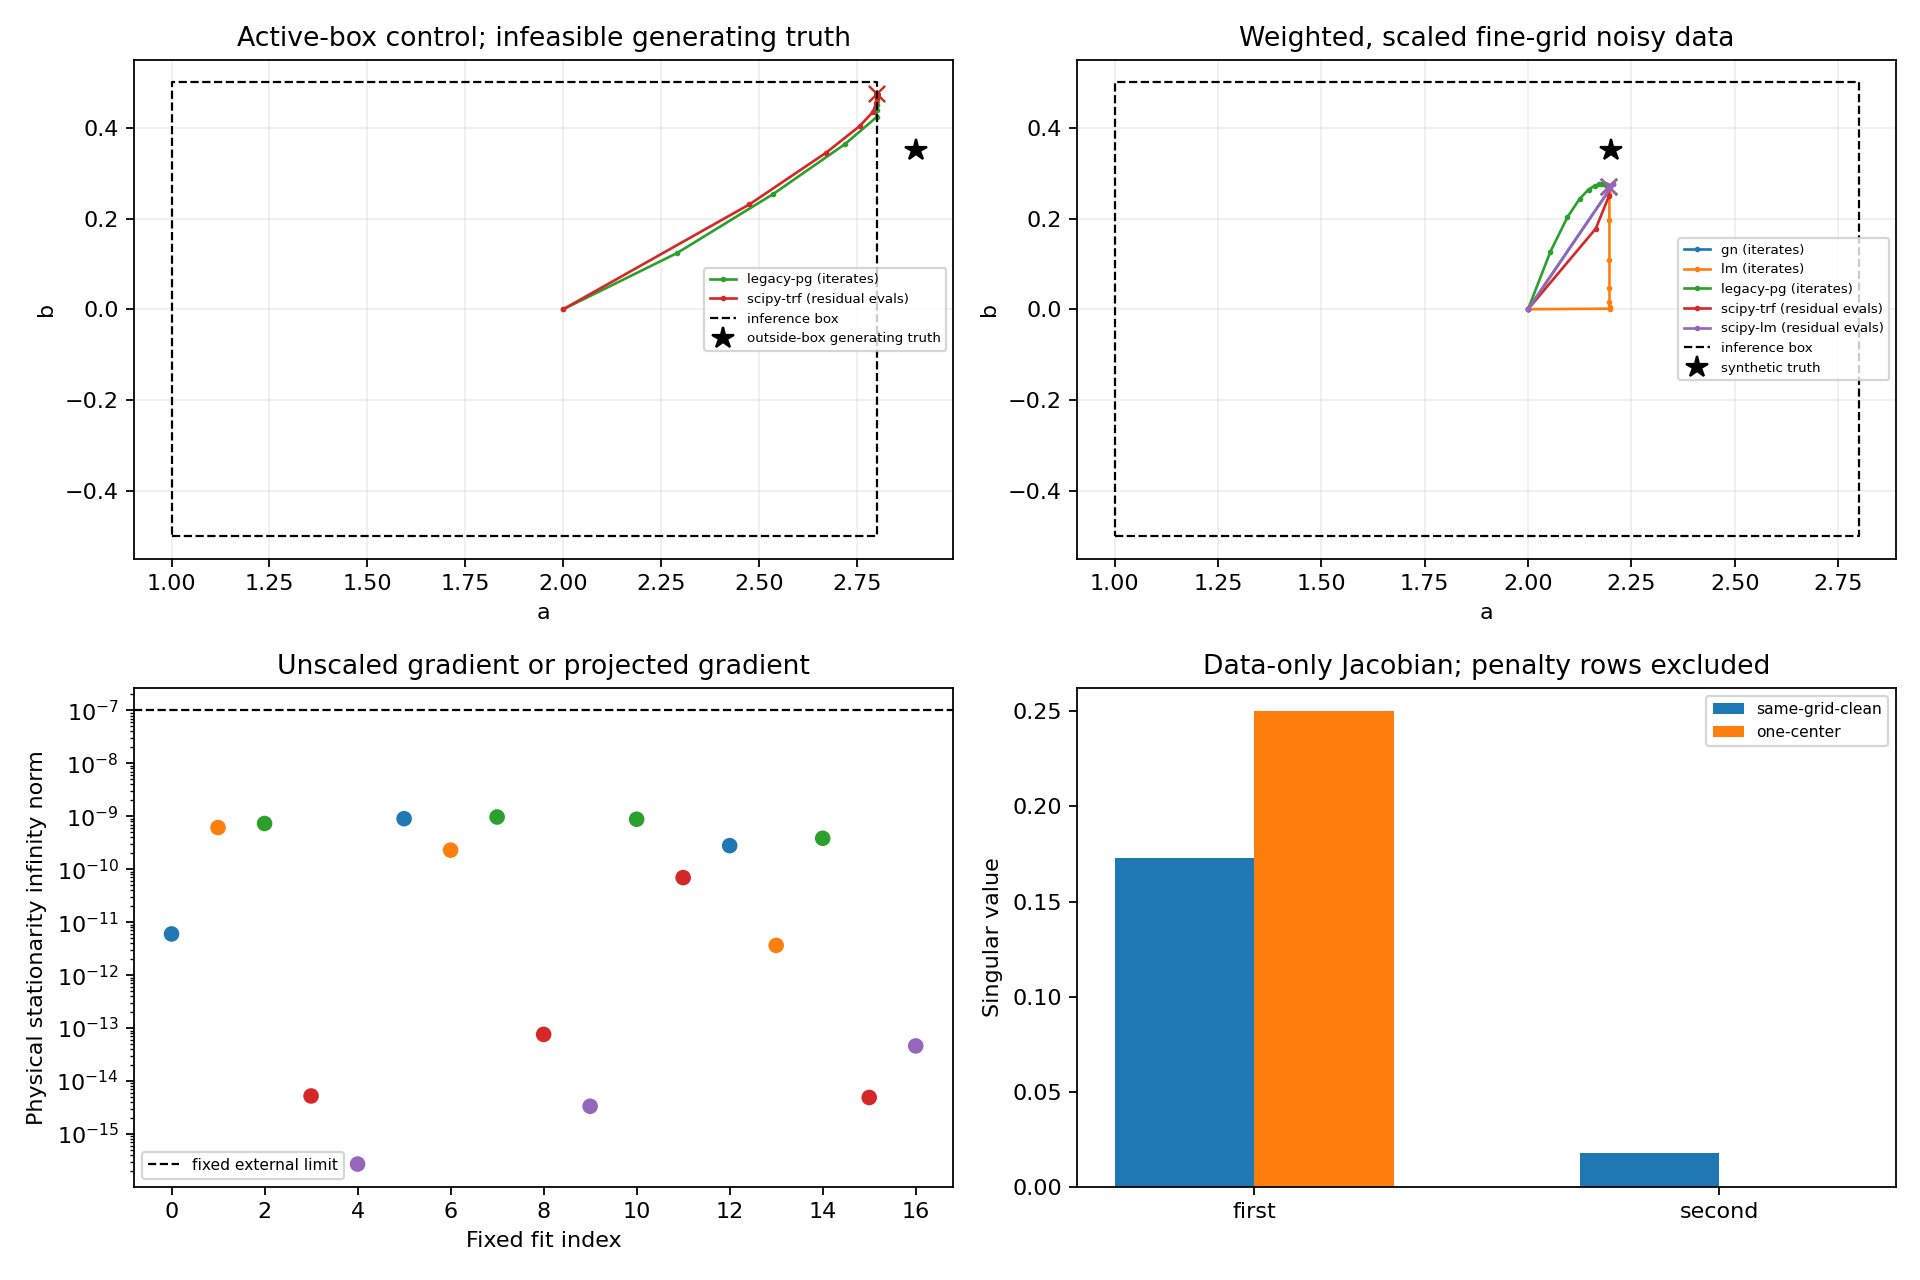 Active-box control; infeasible generating truth
b
0.4
0.2
0.0
−0.2
−0.4
legacy-pg (iterates)
scipy-trf (residual evals)
inference box
outside-box generating truth
1.00 1.25 1.50 1.75 2.00 2.25 2.50 2.75
a
Weighted, scaled fine-grid noisy data
b
0.4
0.2
0.0
−0.2
−0.4
gn (iterates)
lm (iterates)
legacy-pg (iterates)
scipy-trf (residual evals)
scipy-lm (residual evals)
inference box
synthetic truth
1.00 1.25 1.50 1.75 2.00 2.25 2.50 2.75
a
Unscaled gradient or projected gradient
Physical stationarity infinity norm
10⁻⁷
10⁻⁸
10⁻⁹
10⁻¹⁰
10⁻¹¹
10⁻¹²
10⁻¹³
10⁻¹⁴
10⁻¹⁵
fixed external limit
0 2 4 6 8 10 12 14 16
Fixed fit index
Data-only Jacobian; penalty rows excluded
Singular value
0.25
0.20
0.15
0.10
0.05
0.00
same-grid-clean
one-center
first second